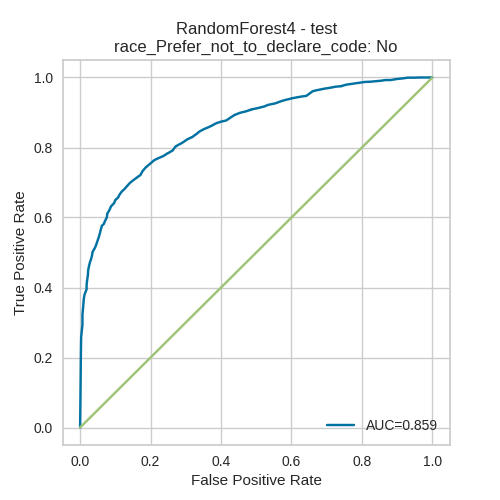 RandomForest4 - test
race_Prefer_not_to_declare_code: No
1.0
0.8
0.6
0.4
0.2
0.0
True Positive Rate
AUC=0.859
0.0 0.2 0.4 0.6 0.8 1.0
False Positive Rate